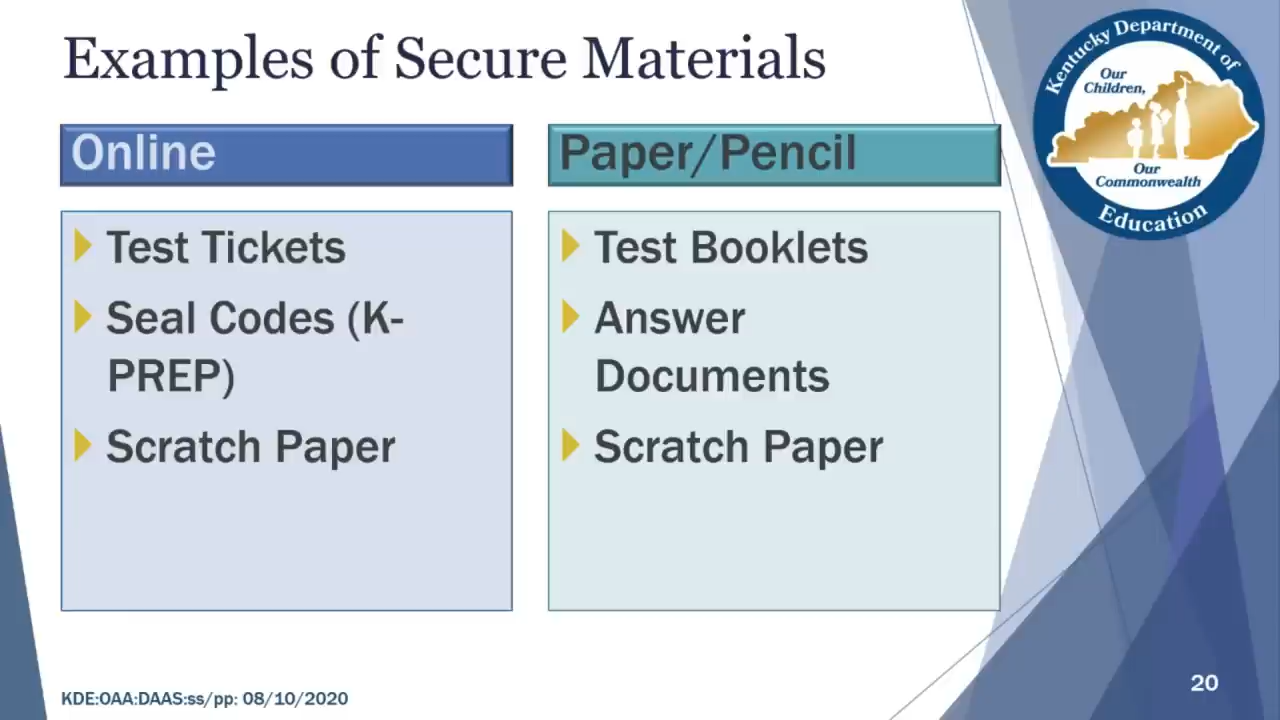 Examples of Secure Materials
Online
Test Tickets
Seal Codes (K-
PREP)
Scratch Paper
Paper/Pencil
Test Booklets
Answer
Documents
Scratch Paper
Kentucky Department of
Our
Children,
Our
Commonwealth
Education
KDE:OAA:DAAS:ss/pp: 08/10/2020
20